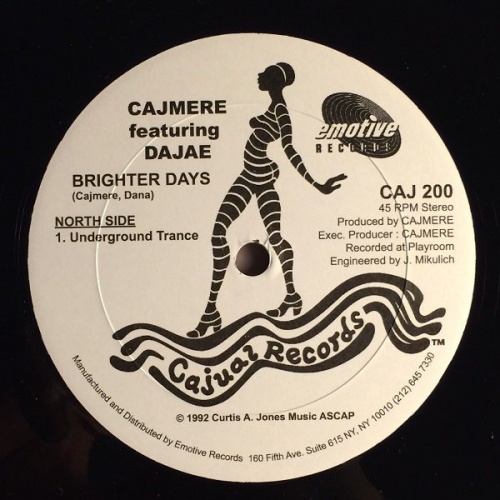 CAJMERE
featuring
DAJAE
BRIGHTER DAYS
(Cajmere, Dana)
NORTH SIDE
1. Underground Trance
emotive
RECORDS
CAJ 200
45 RPM Stereo
Produced by CAJMERE
Exec. Producer : CAJMERE
Recorded at Playroom
Engineered by J. Mikulich
Cajual Records
TM
© 1992 Curtis A. Jones Music ASCAP
Manufactured and Distributed by Emotive Records 160 Fifth Ave. Suite 615 NY, NY 10010 (212) 645 7330